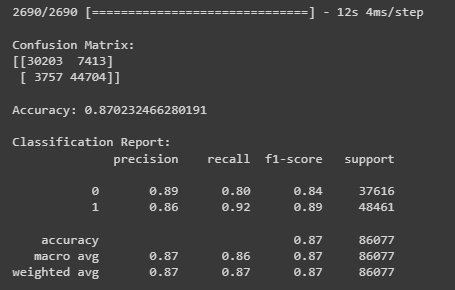 2690/2690 [==============================] - 12s 4ms/step
Confusion Matrix:
[[30203  7413]
 [ 3757 44704]]
Accuracy: 0.870232466280191
Classification Report:
              precision    recall  f1-score   support
           0       0.89      0.80      0.84     37616
           1       0.86      0.92      0.89     48461
    accuracy                           0.87     86077
   macro avg       0.87      0.86      0.87     86077
weighted avg       0.87      0.87      0.87     86077